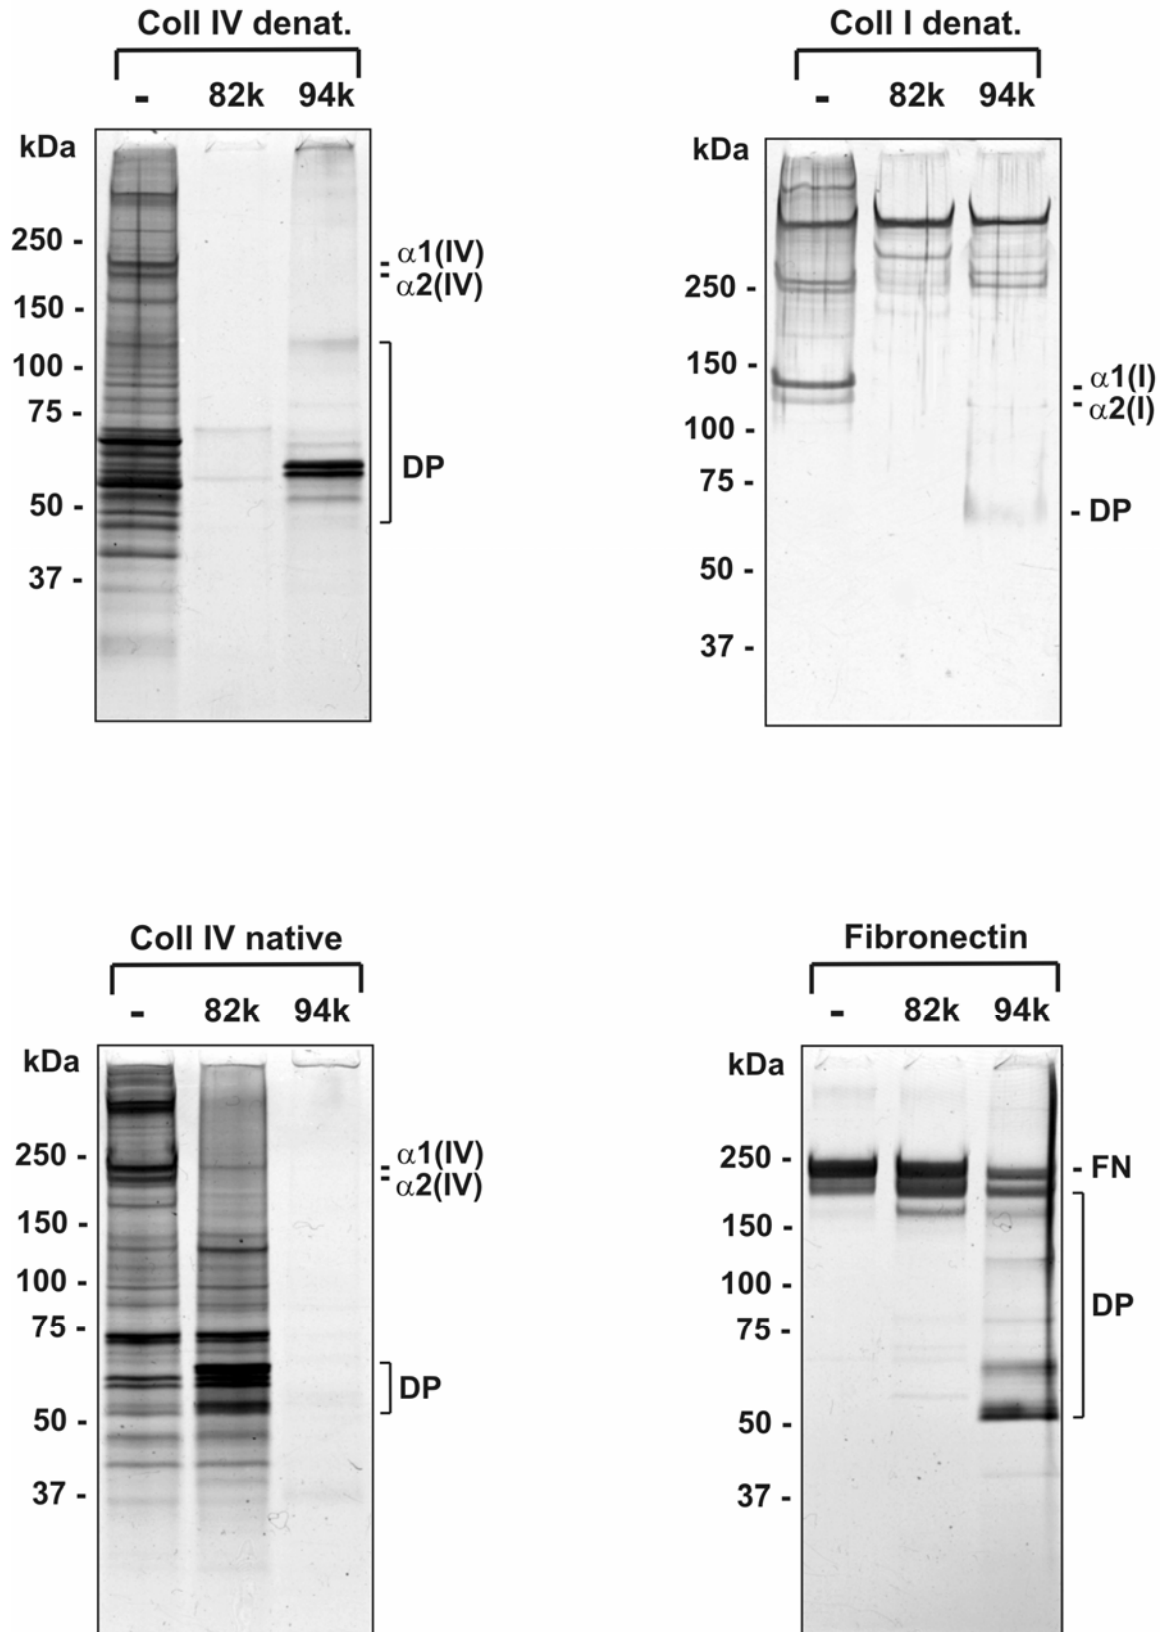 Coll IV denat.
- 82k 94k
kDa
250 -
150 -
100 -
75 -
50 -
37 -
α1(IV)
α2(IV)
DP
Coll I denat.
- 82k 94k
kDa
250 -
150 -
100 -
75 -
50 -
37 -
- α1(I)
- α2(I)
- DP
Coll IV native
- 82k 94k
kDa
250 -
150 -
100 -
75 -
50 -
37 -
- α1(IV)
- α2(IV)
DP
Fibronectin
- 82k 94k
kDa
250 -
150 -
100 -
75 -
50 -
37 -
- FN
DP